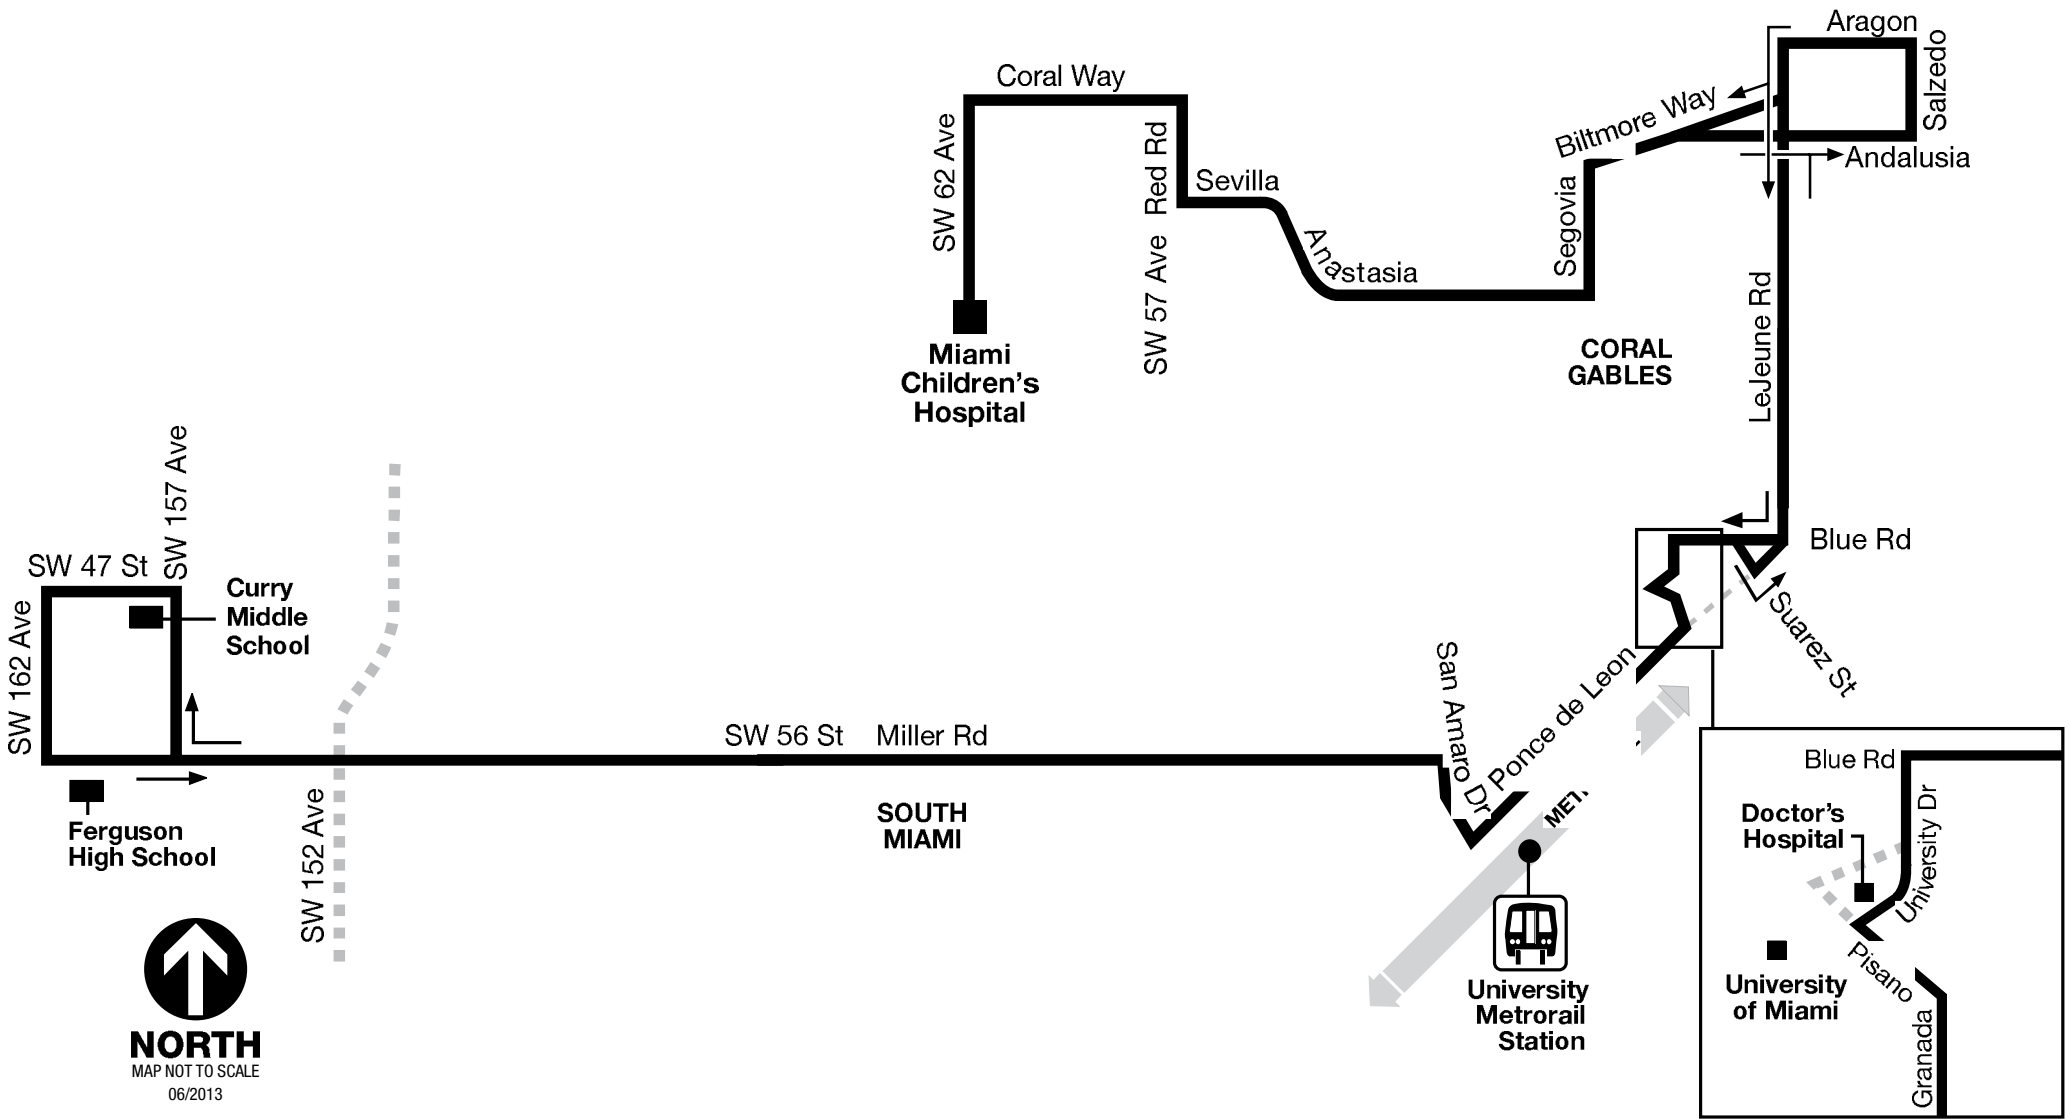 Aragon
Salzedo
Coral Way
Biltmore Way
Andalusia
SW 62 Ave
Red Rd
SW 57 Ave
Sevilla
Anastasia
Segovia
LeJeune Rd
Miami
Children's
Hospital
CORAL
GABLES
SW 157 Ave
SW 47 St
SW 162 Ave
Curry
Middle
School
Blue Rd
Suarez St
San Amaro Dr
Ponce de Leon
SW 56 St
Miller Rd
SOUTH
MIAMI
Ferguson
High School
SW 152 Ave
University
Metrorail
Station
Blue Rd
University Dr
Doctor's
Hospital
Pisano
University
of Miami
Granada
NORTH
MAP NOT TO SCALE
06/2013